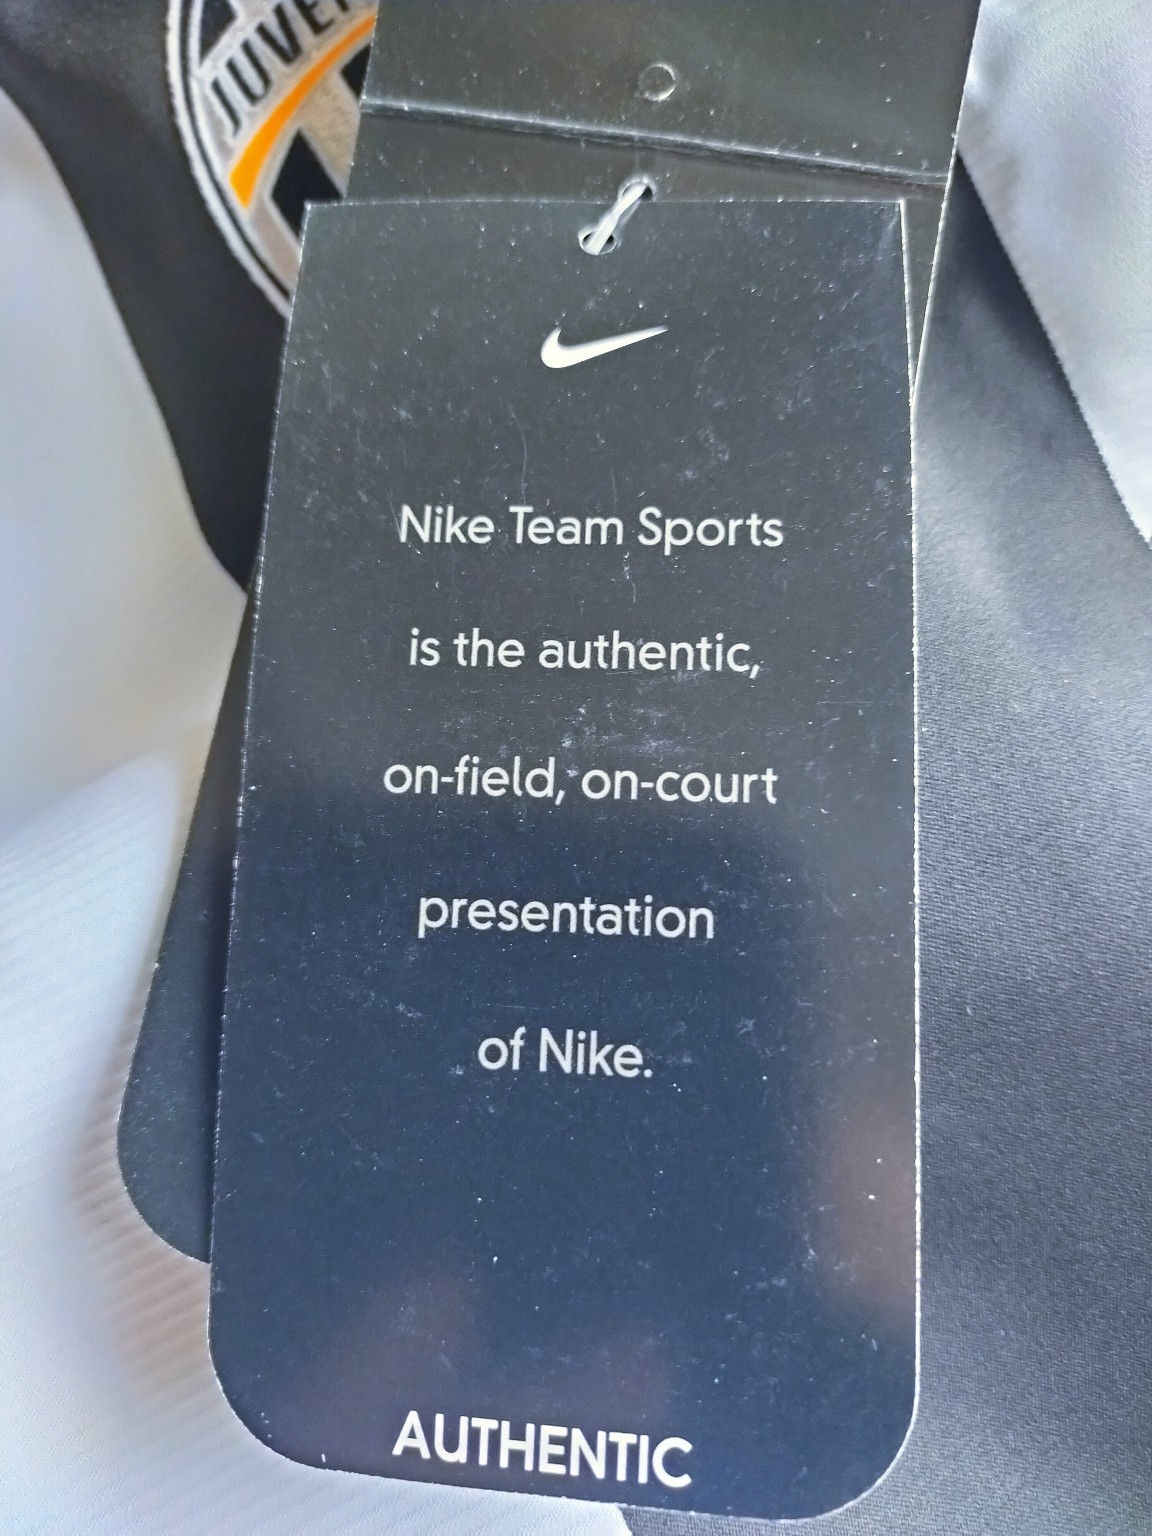 JUVE
Nike Team Sports
is the authentic,
on-field, on-court
presentation
of Nike.
AUTHENTIC